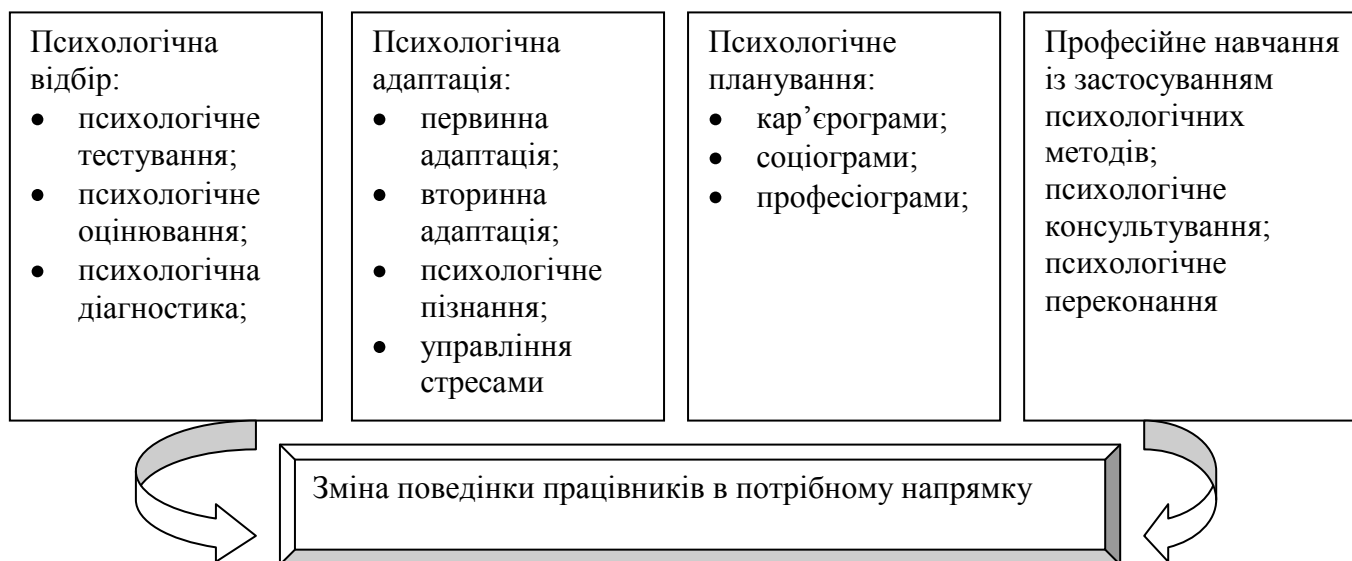 Психологічна
відбір:
• психологічне
тестування;
• психологічне
оцінювання;
• психологічна
діагностика;
Психологічна
адаптація:
• первинна
адаптація;
• вторинна
адаптація;
• психологічне
пізнання;
• управління
стресами
Психологічне
планування:
• кар’єрограми;
• соціограми;
• професіограми;
Професійне навчання
із застосуванням
психологічних
методів;
психологічне
консультування;
психологічне
переконання
Зміна поведінки працівників в потрібному напрямку